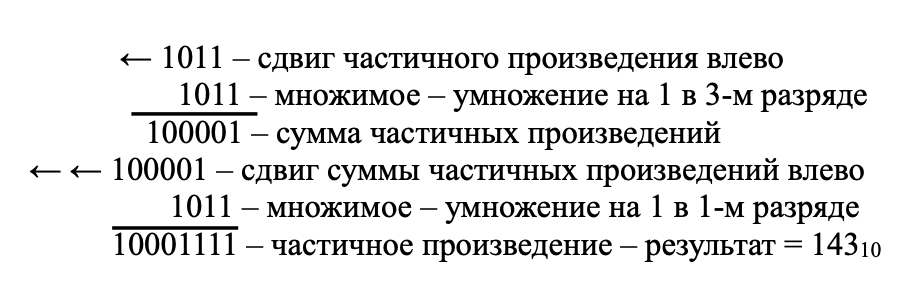 ← 1011 – сдвиг частичного произведения влево
1011 – множимое – умножение на 1 в 3-м разряде
100001 – сумма частичных произведений
← ← 100001 – сдвиг суммы частичных произведений влево
1011 – множимое – умножение на 1 в 1-м разряде
10001111 – частичное произведение – результат = 143₁₀